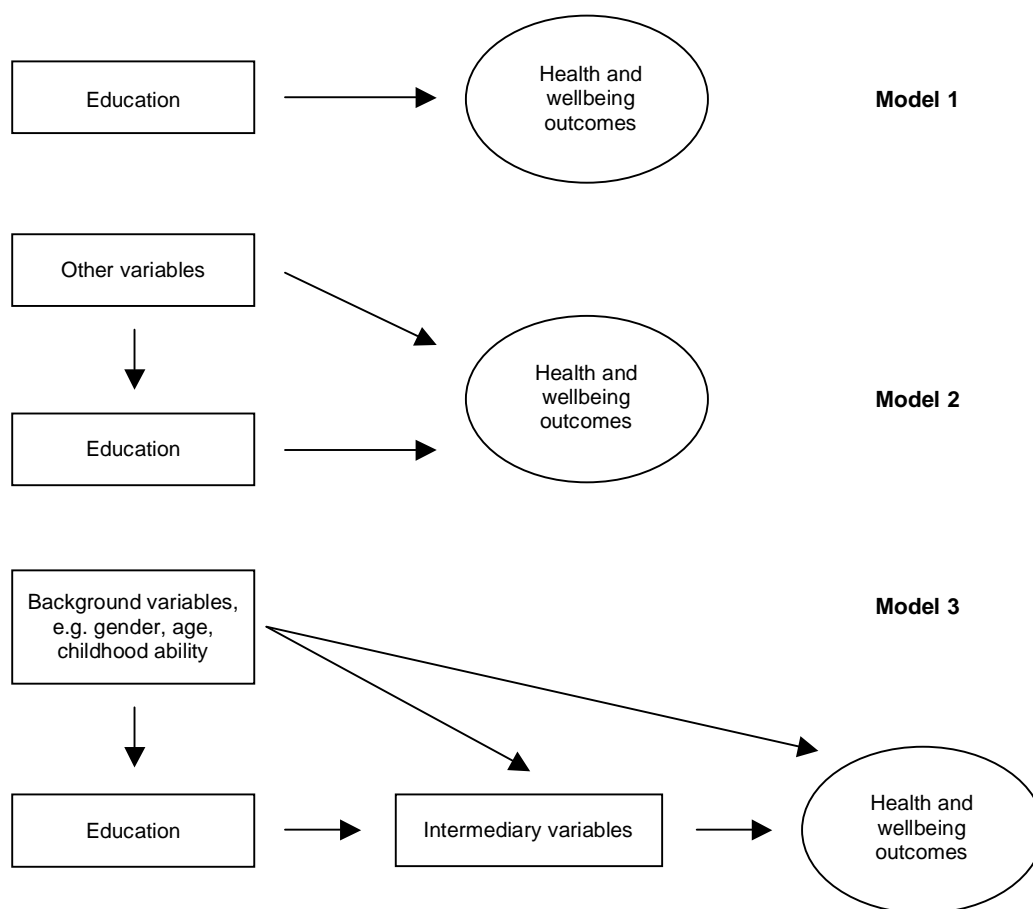 Education
Health and
wellbeing
outcomes
Model 1
Other variables
Health and
wellbeing
outcomes
Education
Model 2
Background variables,
e.g. gender, age,
childhood ability
Model 3
Education
Intermediary variables
Health and
wellbeing
outcomes